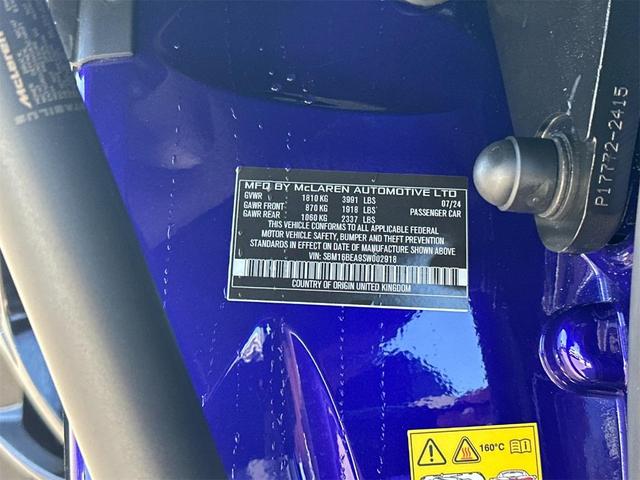 McLaren
STABILUS
P17772-2415
MFD BY McLAREN AUTOMOTIVE LTD
GVWR 1810 KG 3991 LBS 07/24
GAWR FRONT 870 KG 1918 LBS PASSENGER CAR
GAWR REAR 1060 KG 2337 LBS
THIS VEHICLE CONFORMS TO ALL APPLICABLE FEDERAL
MOTOR VEHICLE SAFETY, BUMPER AND THEFT PREVENTION
STANDARDS IN EFFECT ON DATE OF MANUFACTURE SHOWN ABOVE
VIN: SBM16BEA9SW002918
COUNTRY OF ORIGIN UNITED KINGDOM
160°C